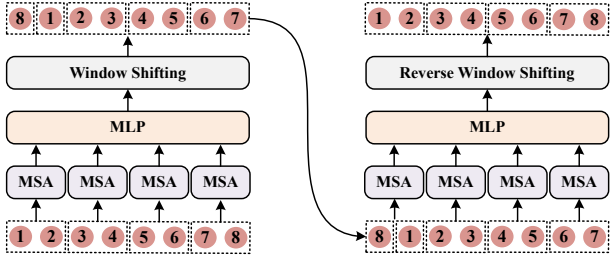 8 1 2 3 4 5 6 7
Window Shifting
MLP
MSA MSA MSA MSA
1 2 3 4 5 6 7 8
1 2 3 4 5 6 7 8
Reverse Window Shifting
MLP
MSA MSA MSA MSA
8 1 2 3 4 5 6 7